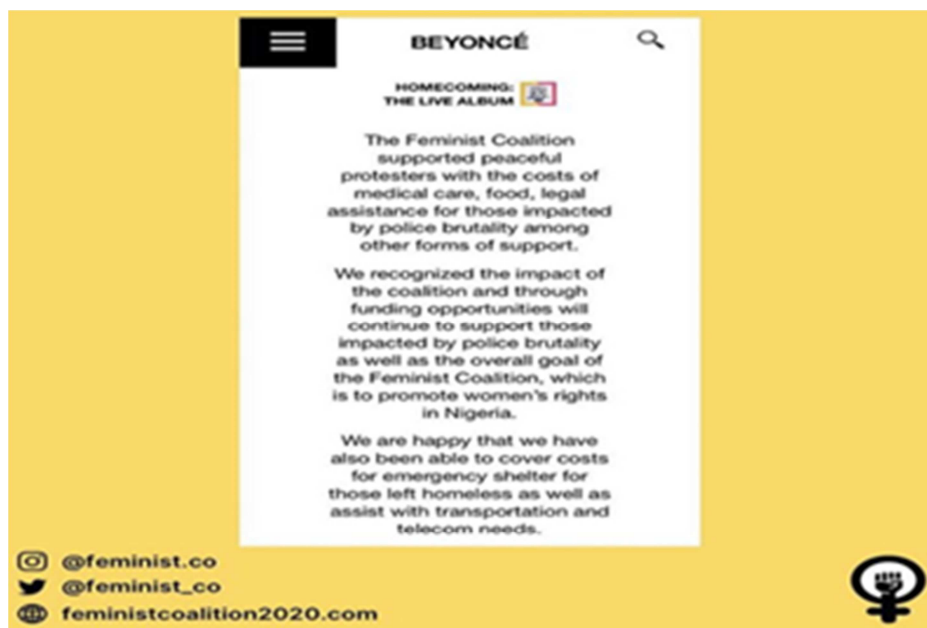 BEYONCÉ
HOMECOMING:
THE LIVE ALBUM
The Feminist Coalition
supported peaceful
protesters with the costs of
medical care, food, legal
assistance for those impacted
by police brutality among
other forms of support.
We recognized the impact of
the coalition and through
funding opportunities will
continue to support those
impacted by police brutality
as well as the overall goal of
the Feminist Coalition, which
is to promote women's rights
in Nigeria.
We are happy that we have
also been able to cover costs
for emergency shelter for
those left homeless as well as
assist with transportation and
telecom needs.
@feminist.co
@feminist_co
feministcoalition2020.com